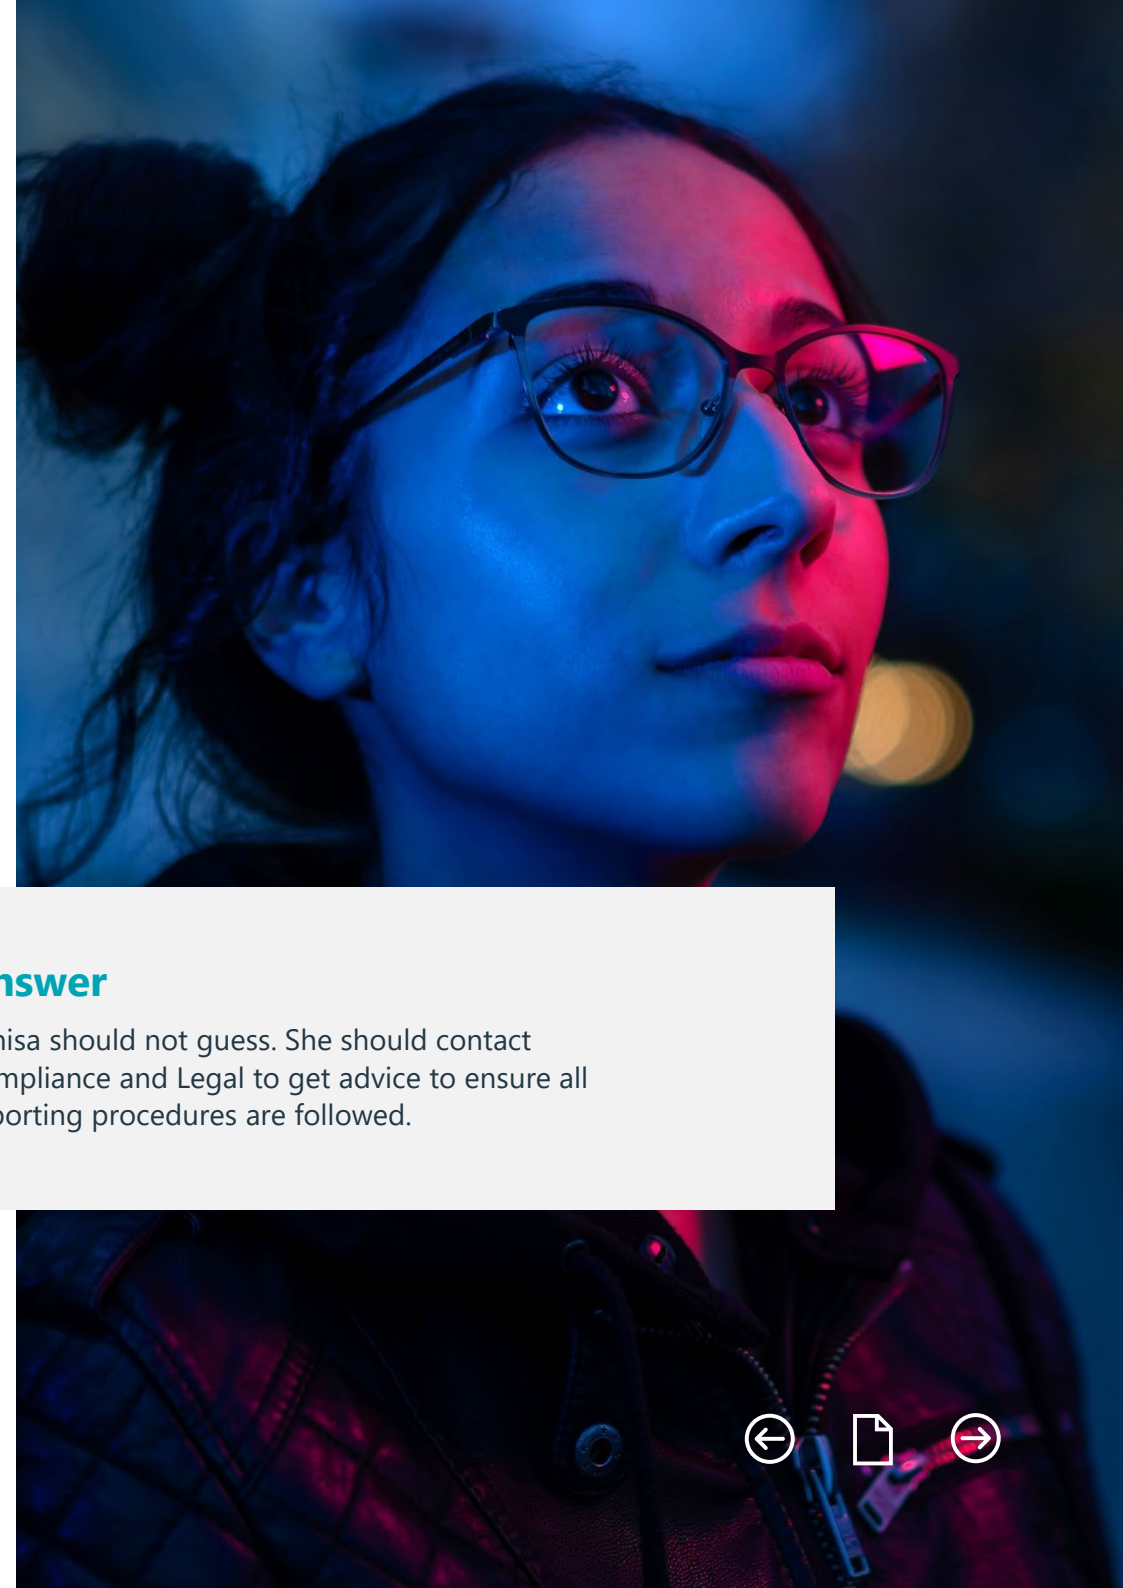 nswer
nisa should not guess. She should contact
mpliance and Legal to get advice to ensure all
porting procedures are followed.